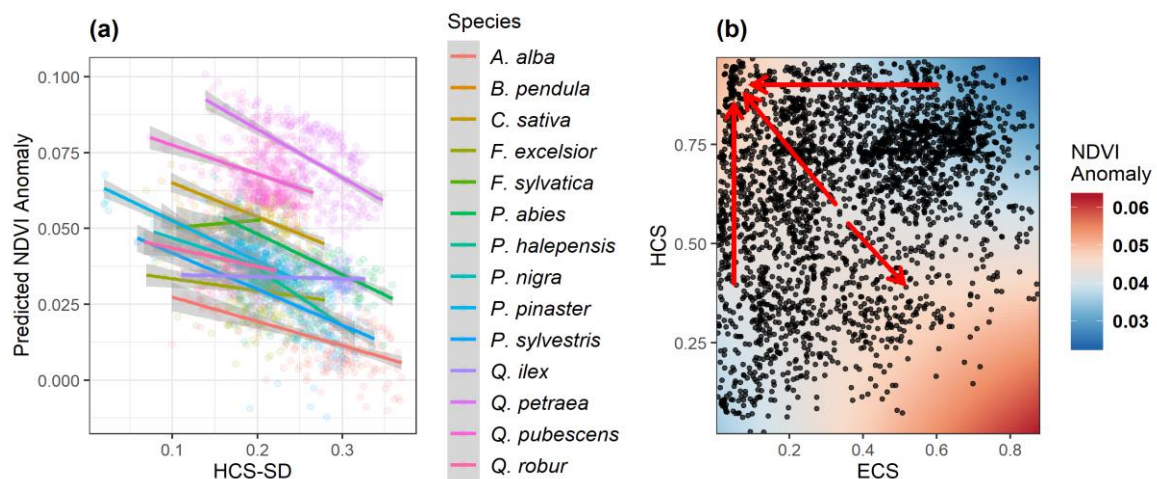 (a)
Predicted NDVI Anomaly
0.100
0.075
0.050
0.025
0.000
0.1 0.2 0.3
HCS-SD
Species
A. alba
B. pendula
C. sativa
F. excelsior
F. sylvatica
P. abies
P. halepensis
P. nigra
P. pinaster
P. sylvestris
Q. ilex
Q. petraea
Q. pubescens
Q. robur
(b)
HCS
0.75
0.50
0.25
0.2 0.4 0.6 0.8
ECS
NDVI
Anomaly
0.06
0.05
0.04
0.03